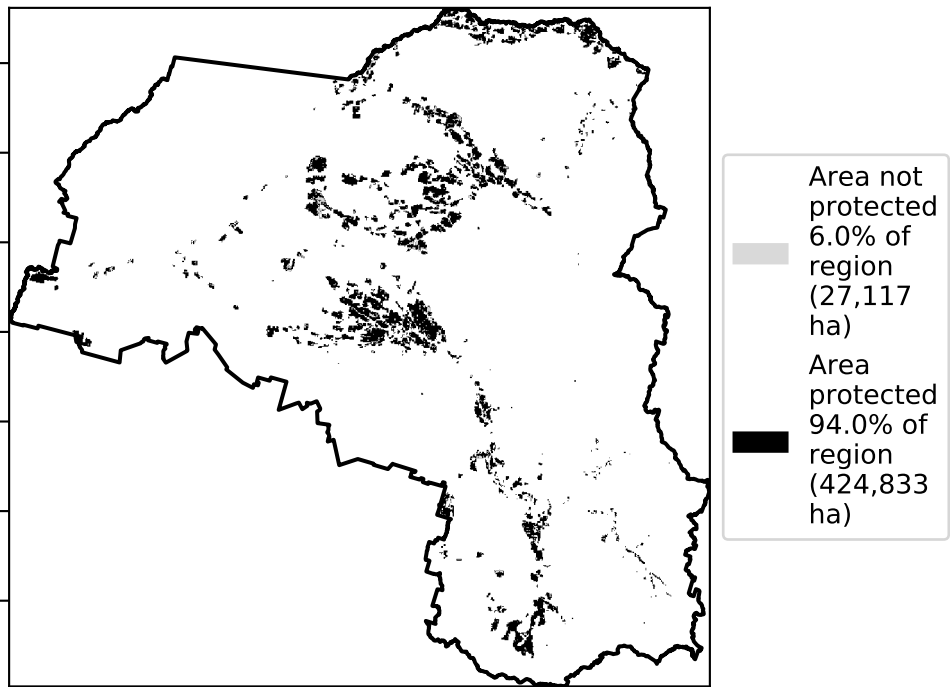 Area not
protected
6.0% of
region
(27,117
ha)
Area
protected
94.0% of
region
(424,833
ha)